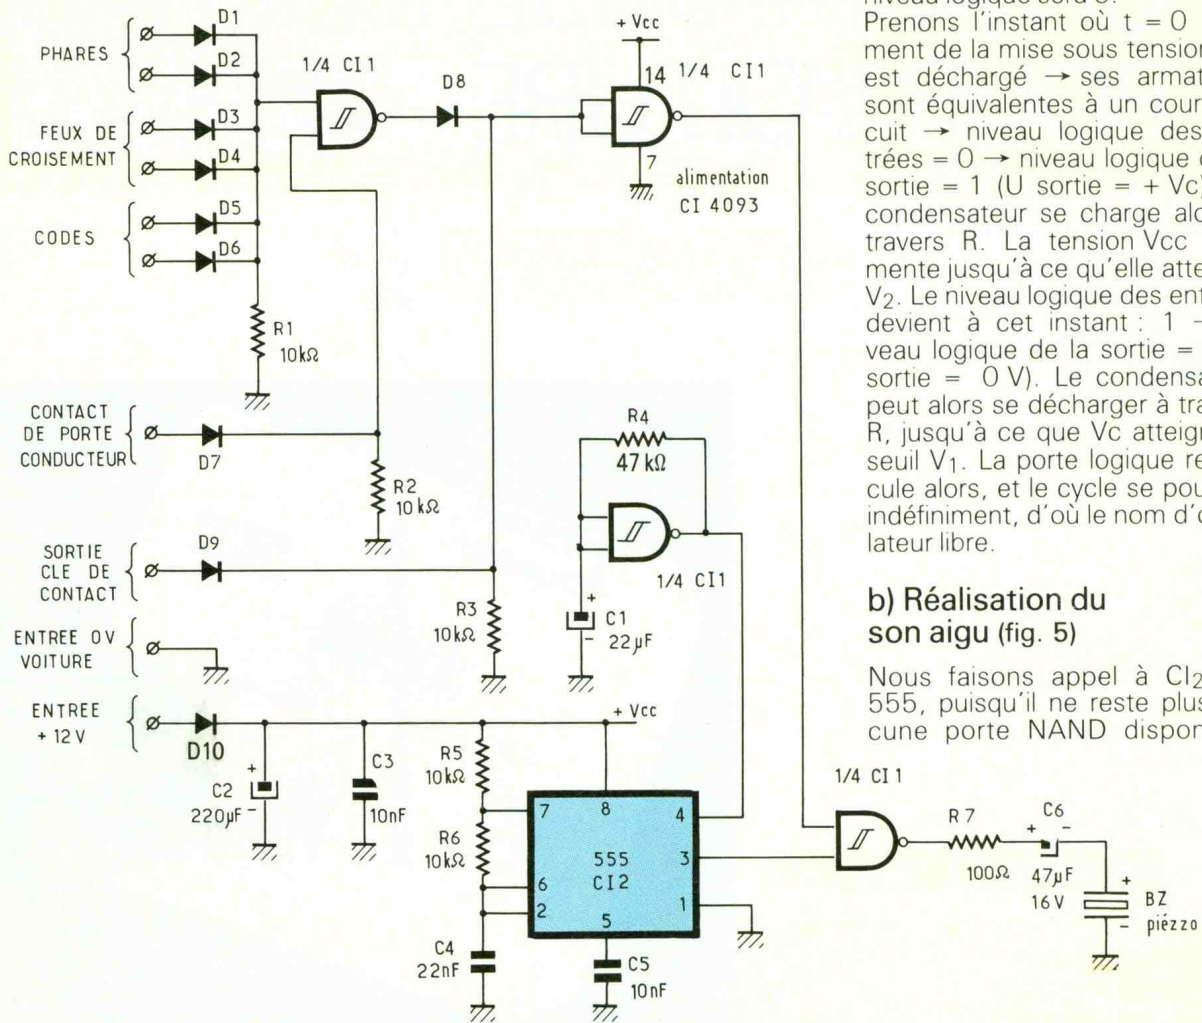 D1
PHARES
D2
1/4 CI 1
D8
+ Vcc
14
1/4 CI1
7
alimentation
CI 4093
FEUX DE
CROISEMENT
D3
D4
CODES
D5
D6
R1
10kΩ
CONTACT
DE PORTE
CONDUCTEUR
D7
R2
10kΩ
R4
47 kΩ
1/4 CI1
SORTIE
CLE DE
CONTACT
D9
R3
10kΩ
+
C1
-
22µF
ENTREE 0 V
VOITURE
ENTREE
+ 12 V
D10
+ Vcc
+
C2
220µF
-
C3
10nF
R5
10kΩ
R6
10kΩ
7
8
4
6
555
CI2
3
2
5
1
C4
22nF
C5
10nF
1/4 CI 1
R7
100Ω
+
C6
-
47µF
16 V
+
BZ
-
piézzo
niveau logique sera 0.
Prenons l'instant où t = 0
ment de la mise sous tension
est déchargé → ses armat
sont équivalentes à un cour
cuit → niveau logique des
trées = 0 → niveau logique
sortie = 1 (U sortie = + Vc)
condensateur se charge alo
travers R. La tension Vcc
mente jusqu'à ce qu'elle atte
V2. Le niveau logique des ent
devient à cet instant : 1 -
veau logique de la sortie =
sortie = 0 V). Le condensa
peut alors se décharger à tra
R, jusqu'à ce que Vc atteig
seuil V1. La porte logique re
cule alors, et le cycle se pou
indéfiniment, d'où le nom d'
lateur libre.
b) Réalisation du
son aigu (fig. 5)
Nous faisons appel à CI2
555, puisqu'il ne reste plus
cune porte NAND dispon